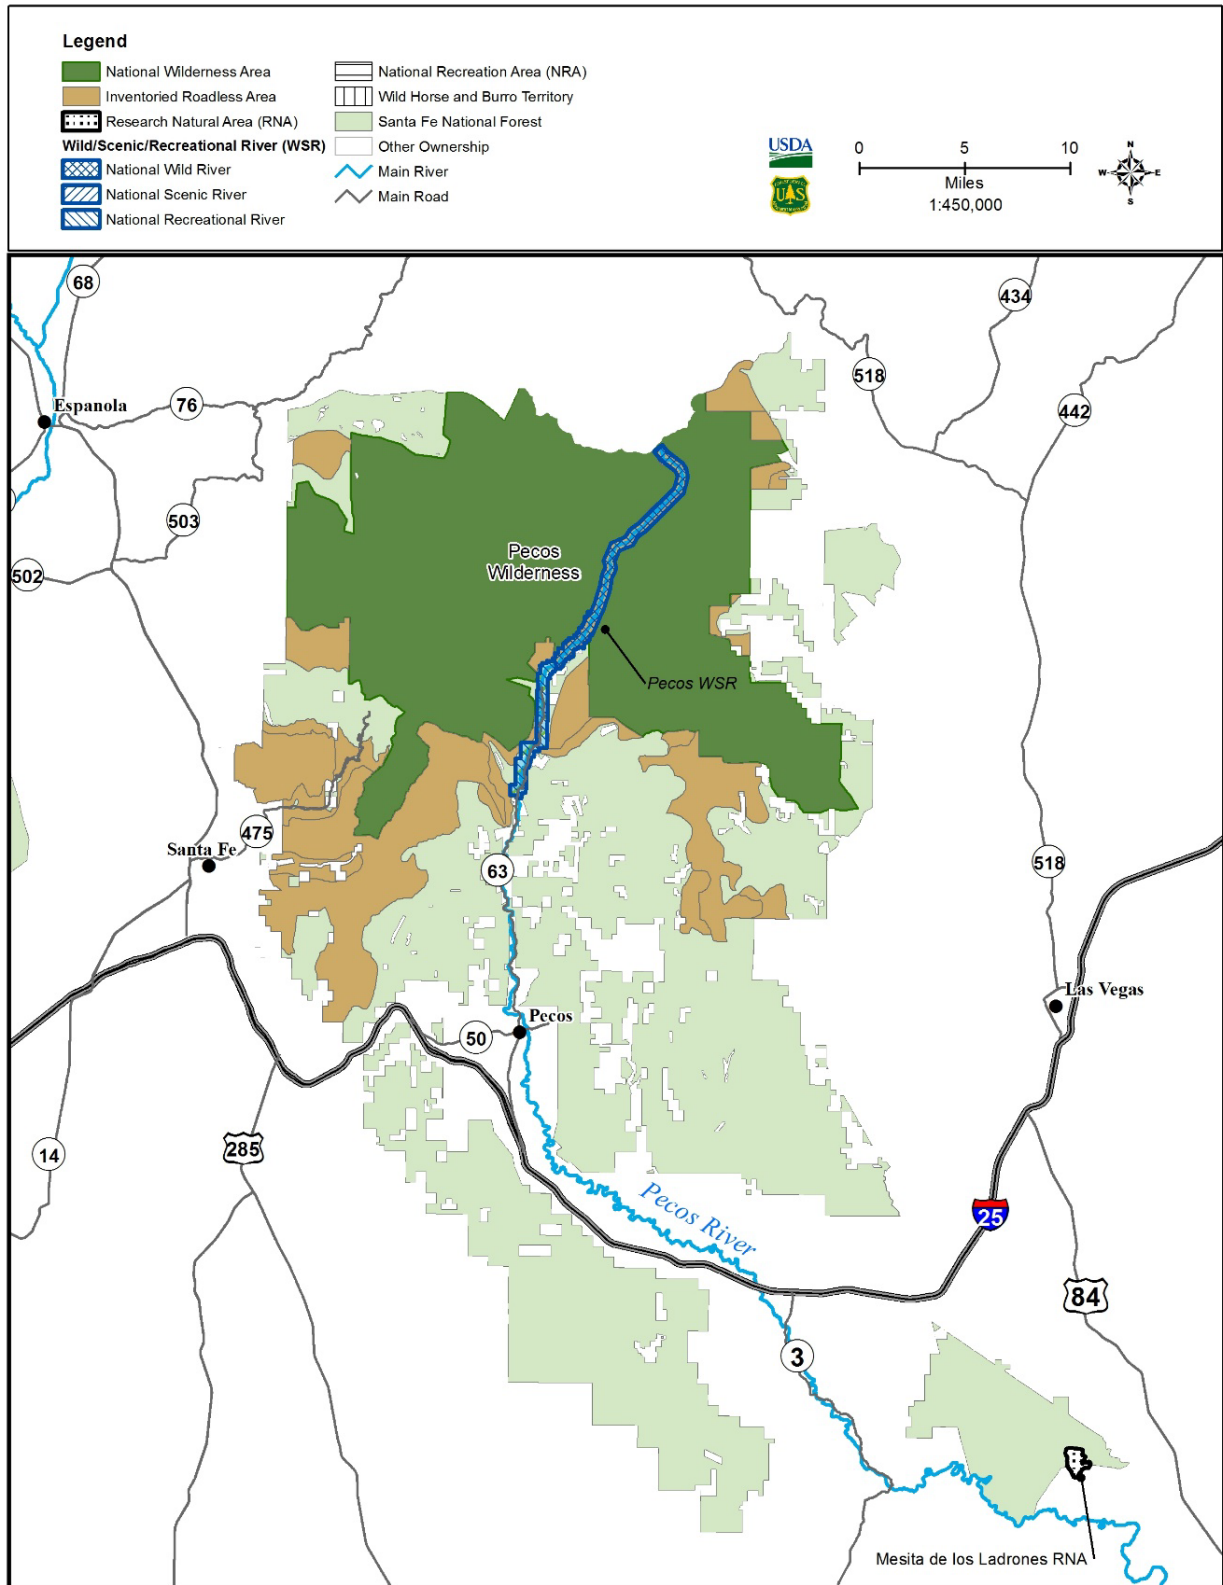 Legend
National Wilderness Area
Inventoried Roadless Area
Research Natural Area (RNA)
Wild/Scenic/Recreational River (WSR)
National Wild River
National Scenic River
National Recreational River
National Recreation Area (NRA)
Wild Horse and Burro Territory
Santa Fe National Forest
Other Ownership
Main River
Main Road
USDA
U S
0 5 10
Miles
1:450,000
N
W E
S
68
434
518
Espanola
76
442
503
Pecos
Wilderness
502
Pecos WSR
475
Santa Fe
63
518
Las Vegas
Pecos
50
14
285
Pecos River
25
84
3
Mesita de los Ladrones RNA